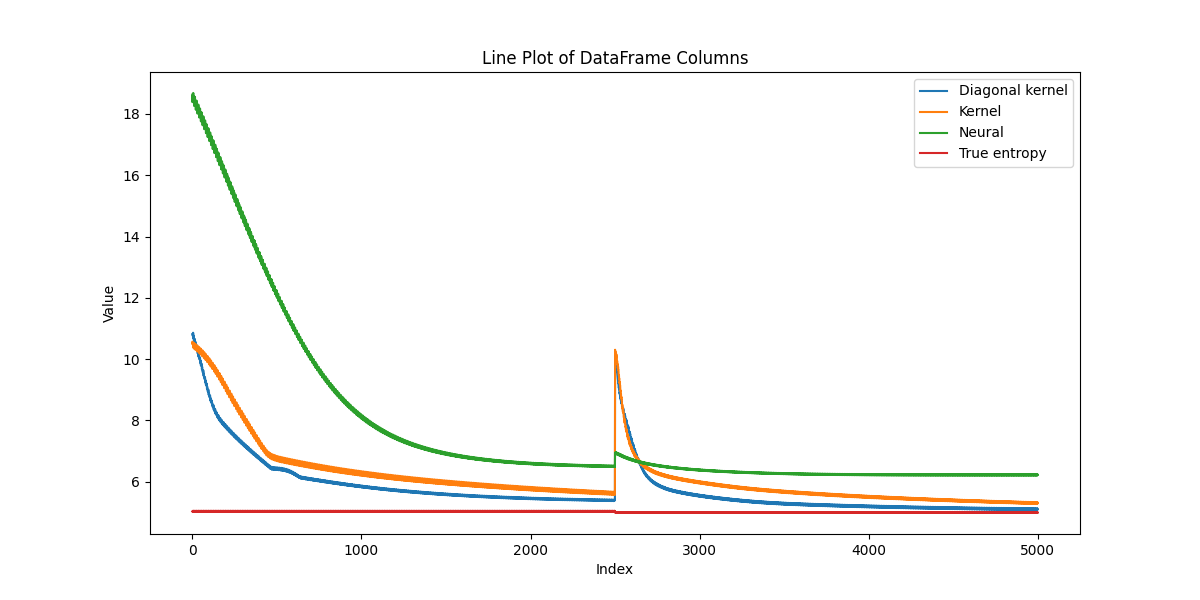 Line Plot of DataFrame Columns
Diagonal kernel
Kernel
Neural
True entropy
Value
18
16
14
12
10
8
6
0 1000 2000 3000 4000 5000
Index